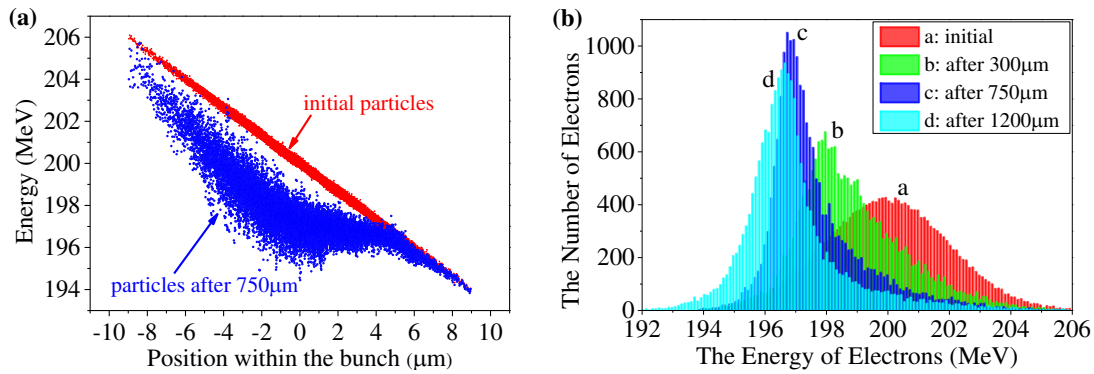 (a)
206
204
202
200
198
196
194
Energy (MeV)
initial particles
particles after 750μm
-10 -8 -6 -4 -2 0 2 4 6 8 10
Position within the bunch (μm)
(b)
1000
800
600
400
200
0
The Number of Electrons
a: initial
b: after 300μm
c: after 750μm
d: after 1200μm
c
d
b
a
192 194 196 198 200 202 204 206
The Energy of Electrons (MeV)